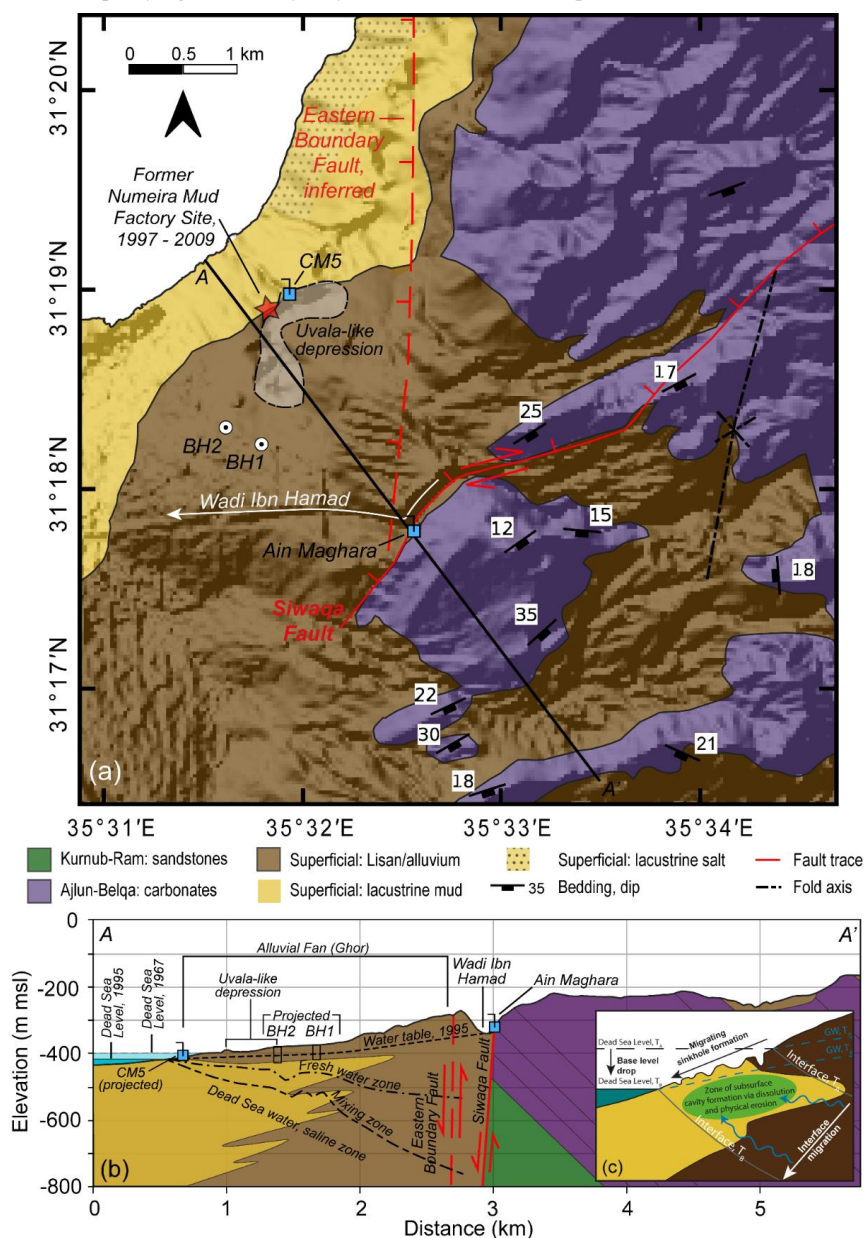 0 0.5 1 km
31°20′N
31°19′N
31°18′N
31°17′N
Eastern
Boundary
Fault,
inferred
Former
Numeira Mud
Factory Site,
1997 - 2009
A
CM5
Uvala-like
depression
17
25
BH2
BH1
Wadi Ibn Hamad
Ain Maghara
12
15
18
Siwaqa
Fault
35
22
30
21
18
A'
(a)
35°31′E 35°32′E 35°33′E 35°34′E
Kurnub-Ram: sandstones
Superficial: Lisan/alluvium
Superficial: lacustrine salt
Fault trace
Ajlun-Belqa: carbonates
Superficial: lacustrine mud
35 Bedding, dip
Fold axis
A A'
Elevation (m msl)
0
-200
-400
-600
-800
Dead Sea
Level, 1995
Dead Sea
Level, 1967
Alluvial Fan (Ghor)
Uvala-like
depression
Projected
BH2 BH1
Water table, 1995
Wadi Ibn
Hamad
Ain Maghara
CM5
(projected)
Fresh water zone
Mixing zone
Dead Sea water, saline zone
Eastern
Boundary Fault
Siwaqa Fault
(b)
Dead Sea Level, T
Base level
drop
Dead Sea Level, T
Migrating
sinkhole formation
GW, T
GW, T
Interface, T
Zone of subsurface
cavity formation via dissolution
and physical erosion
Interface, T
Interface
migration
(c)
0 1 2 3 4 5
Distance (km)